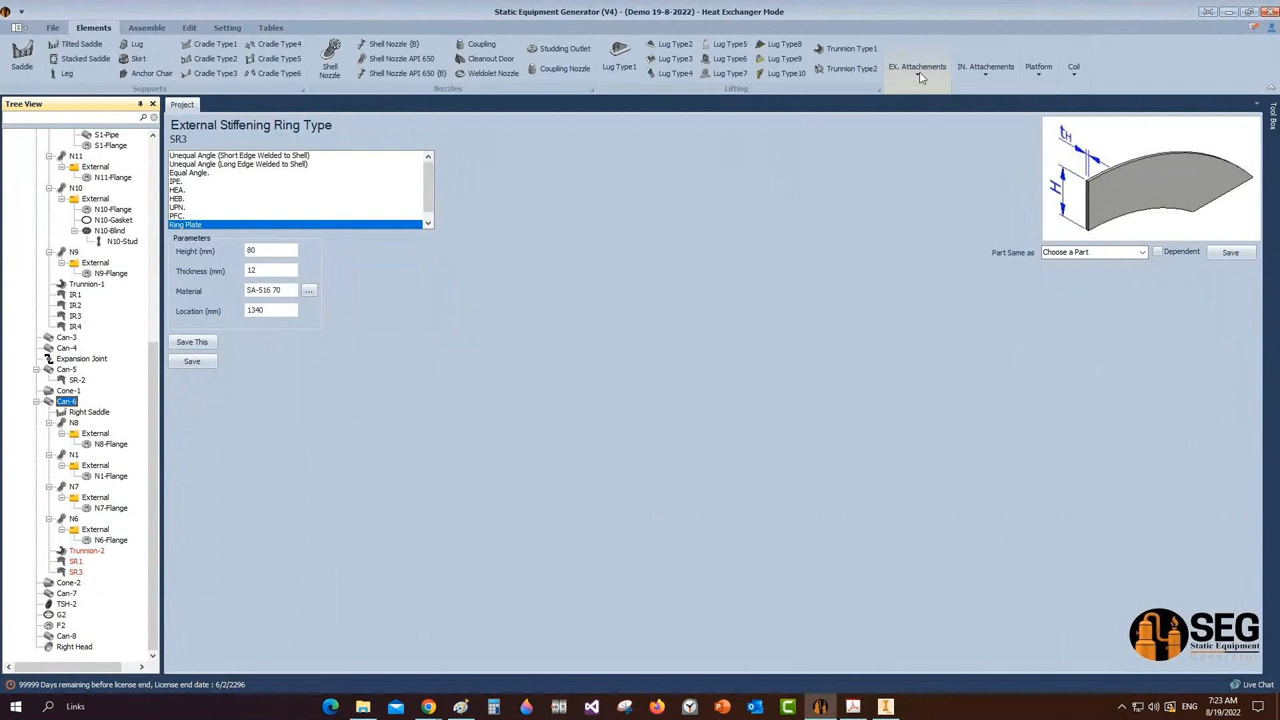 Static Equipment Generator (V4) - (Demo 19-8-2022) - Heat Exchanger Mode
File Elements Assemble Edit Setting Tables
Saddle
Tilted Saddle
Stacked Saddle
Leg
Lug
Skirt
Anchor Chair
Cradle Type1
Cradle Type2
Cradle Type3
Cradle Type4
Cradle Type5
Cradle Type6
Supports
Shell Nozzle
Shell Nozzle (B)
Shell Nozzle API 650
Shell Nozzle API 650 (B)
Coupling
Cleanout Door
Weldolet Nozzle
Studding Outlet
Coupling Nozzle
Nozzles
Lug Type1
Lug Type2
Lug Type3
Lug Type4
Lug Type5
Lug Type6
Lug Type7
Lug Type8
Lug Type9
Lug Type10
Trunnion Type1
Trunnion Type2
Lifting
EX. Attachements
IN. Attachements
Platform
Coil
Tree View
S1-Pipe
S1-Flange
N11
External
N11-Flange
N10
External
N10-Flange
N10-Gasket
N10-Blind
N10-Stud
N9
External
N9-Flange
Trunnion-1
IR1
IR2
IR3
IR4
Can-3
Can-4
Expansion Joint
Can-5
SR-2
Cone-1
Can-6
Right Saddle
N8
External
N8-Flange
N1
External
N1-Flange
N7
External
N7-Flange
N6
External
N6-Flange
Trunnion-2
SR1
SR3
Cone-2
Can-7
TSH-2
G2
F2
Can-8
Right Head
Project
External Stiffening Ring Type
SR3
Unequal Angle (Short Edge Welded to Shell)
Unequal Angle (Long Edge Welded to Shell)
Equal Angle.
IPE.
HEA.
HEB.
UPN.
PFC.
Ring Plate
Parameters
Height (mm) 80
Thickness (mm) 12
Material SA-516 70 ...
Location (mm) 1340
Save This
Save
tH
H
Part Same as Choose a Part Dependent Save
Tool Box
SEG
Static Equipment
Generator
99999 Days remaining before license end, License end date : 6/2/2296
Live Chat
Links
7:23 AM
8/19/2022